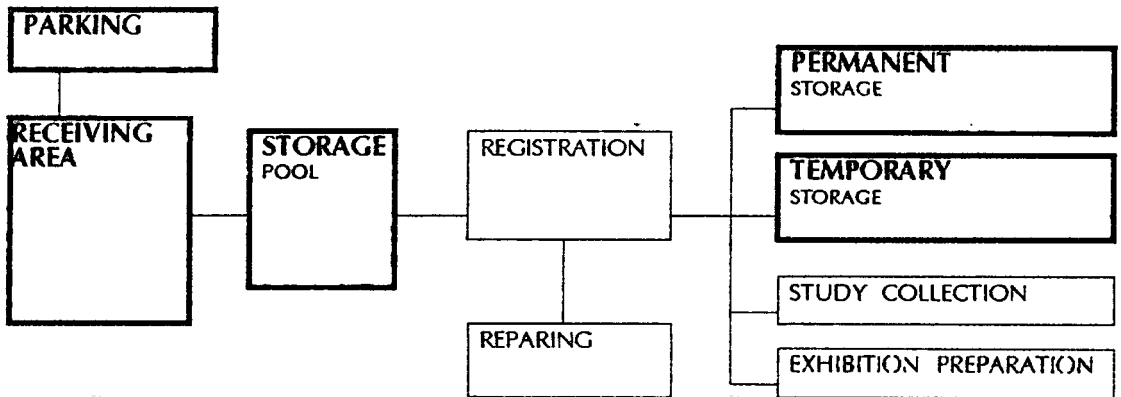 PARKING
RECEIVING
AREA
STORAGE
POOL
REGISTRATION
REPARING
PERMANENT
STORAGE
TEMPORARY
STORAGE
STUDY COLLECTION
EXHIBITION PREPARATION